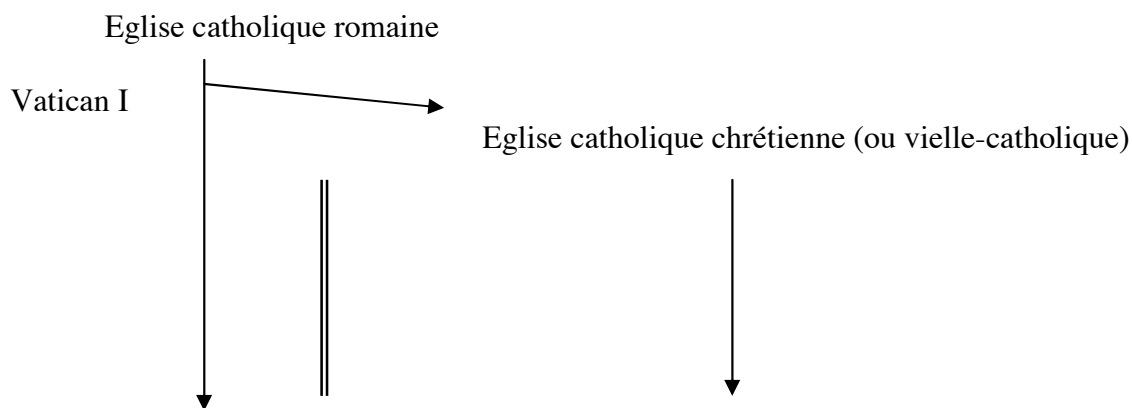 Eglise catholique romaine
Vatican I
Eglise catholique chrétienne (ou vielle-catholique)